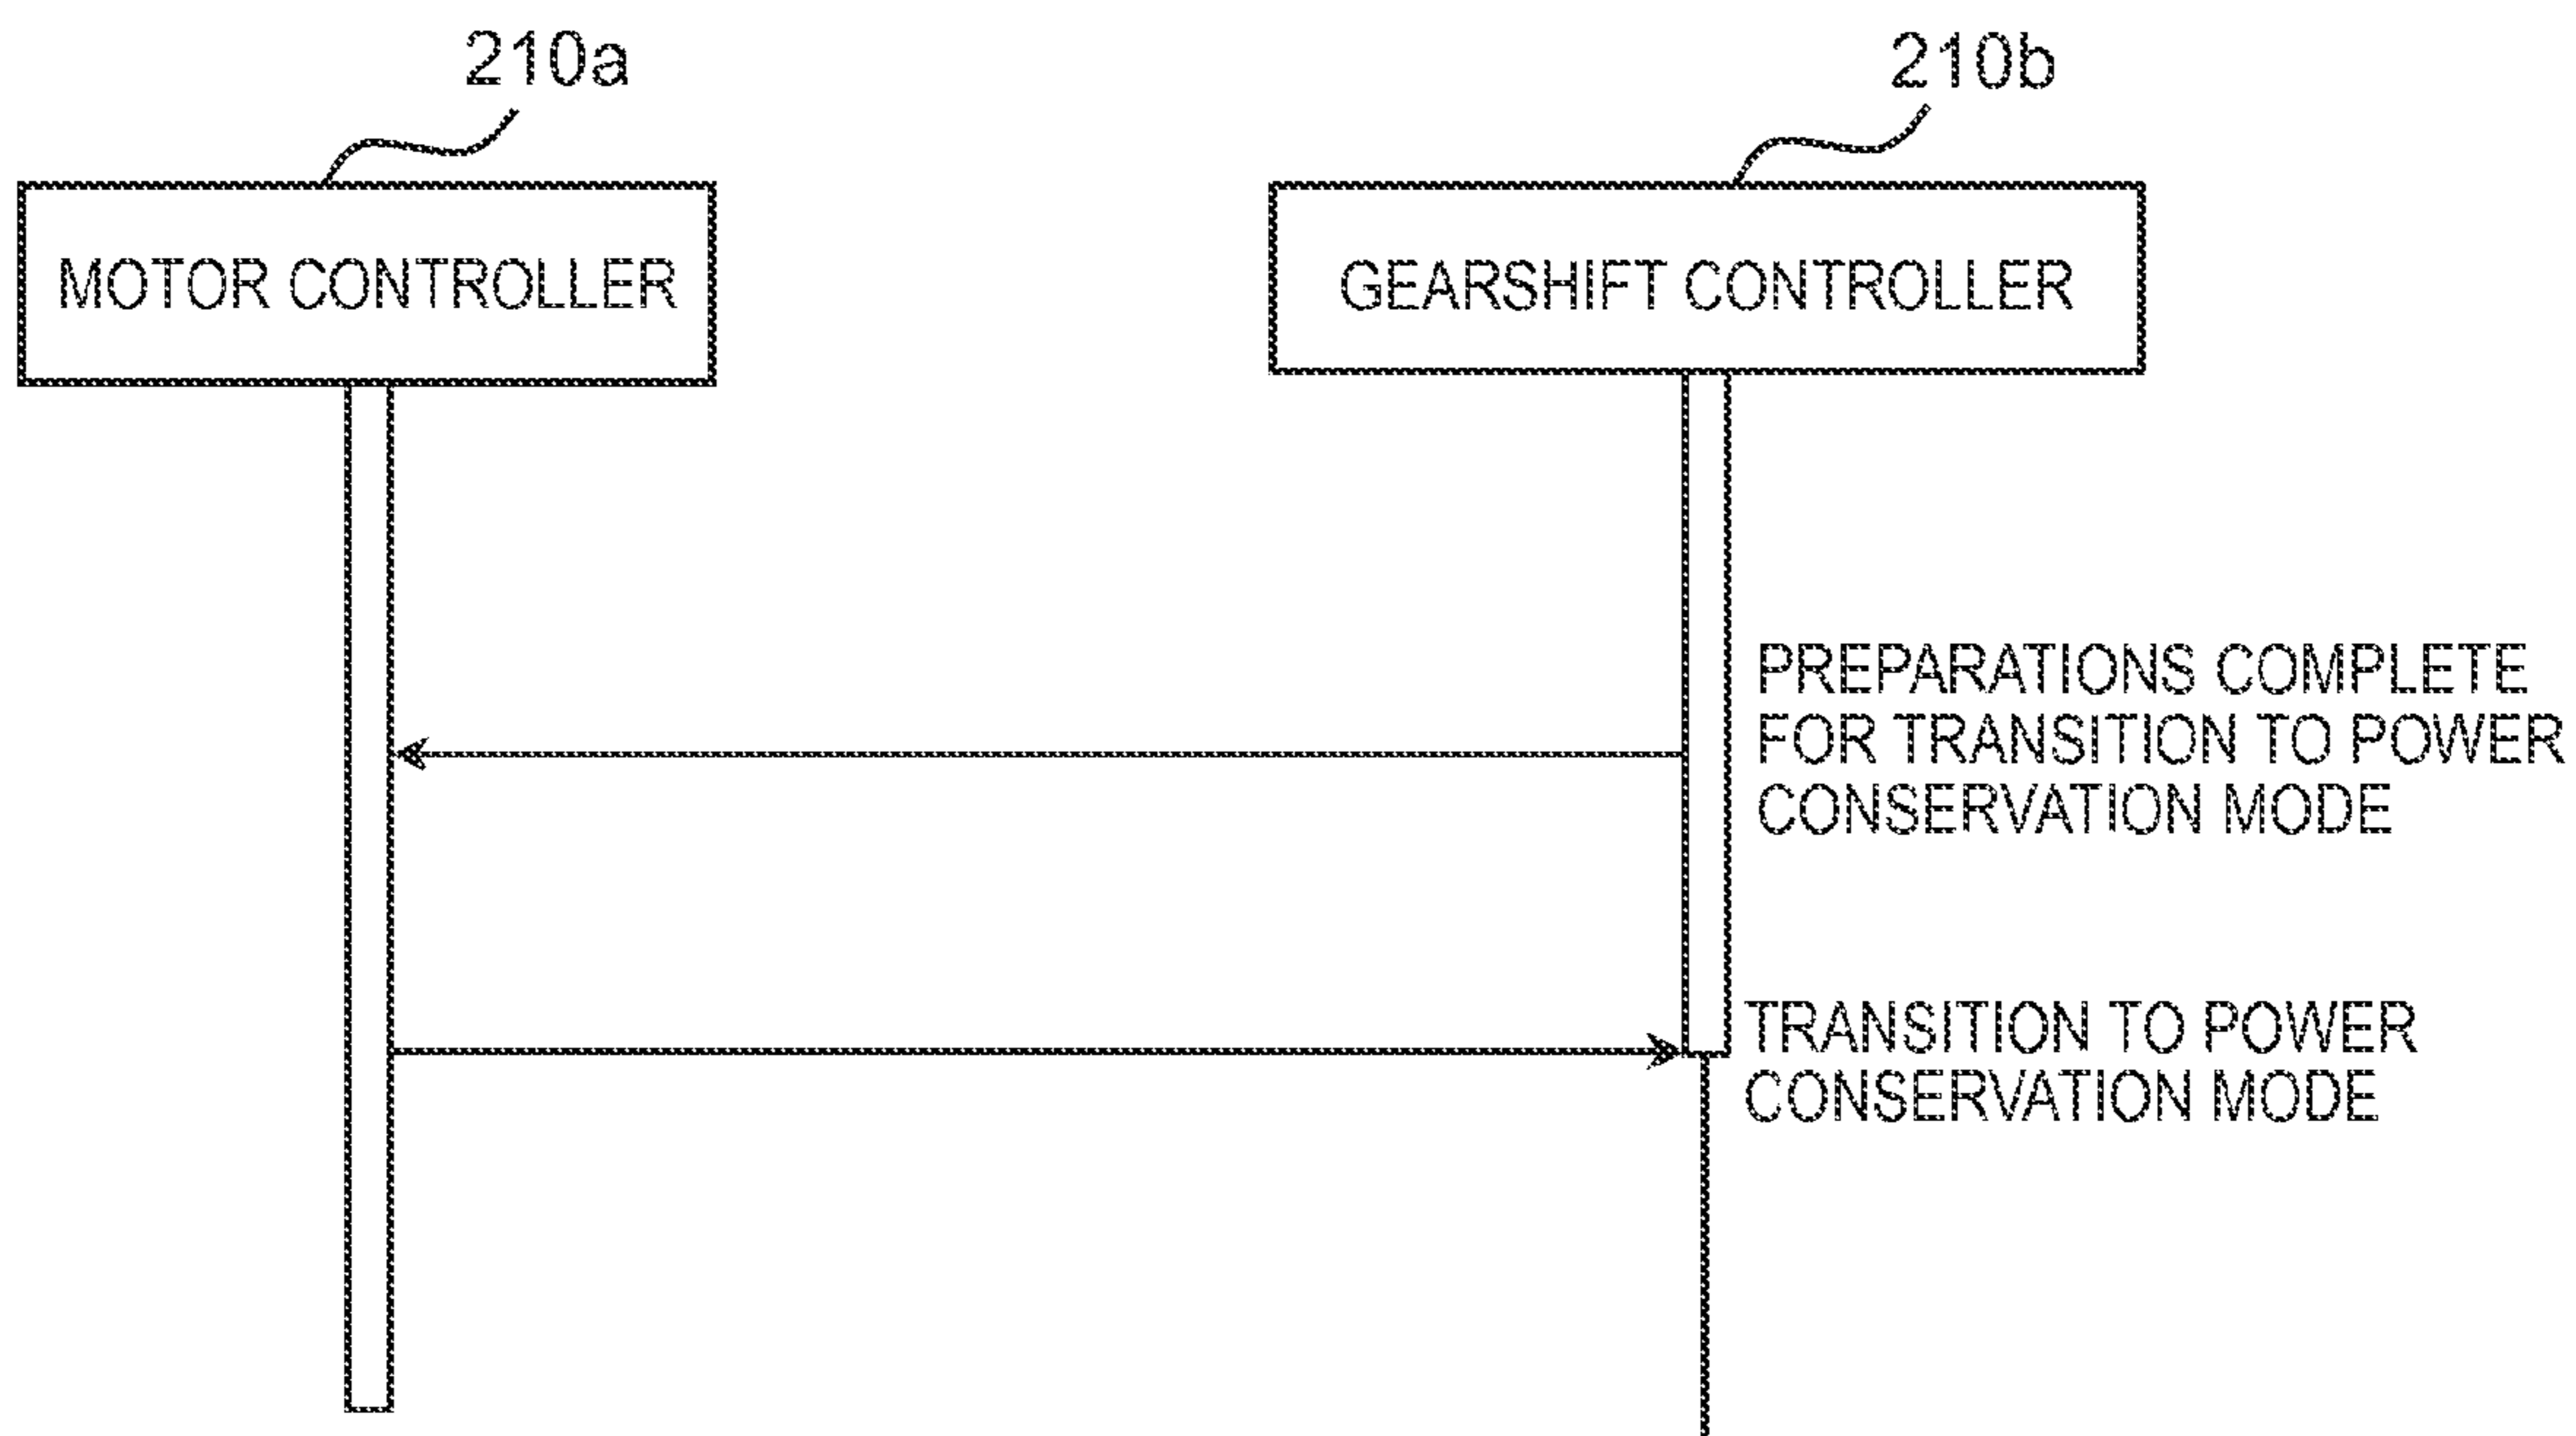 210a
210b
MOTOR CONTROLLER
GEARSHIFT CONTROLLER
PREPARATIONS COMPLETE
FOR TRANSITION TO POWER
CONSERVATION MODE
TRANSITION TO POWER
CONSERVATION MODE